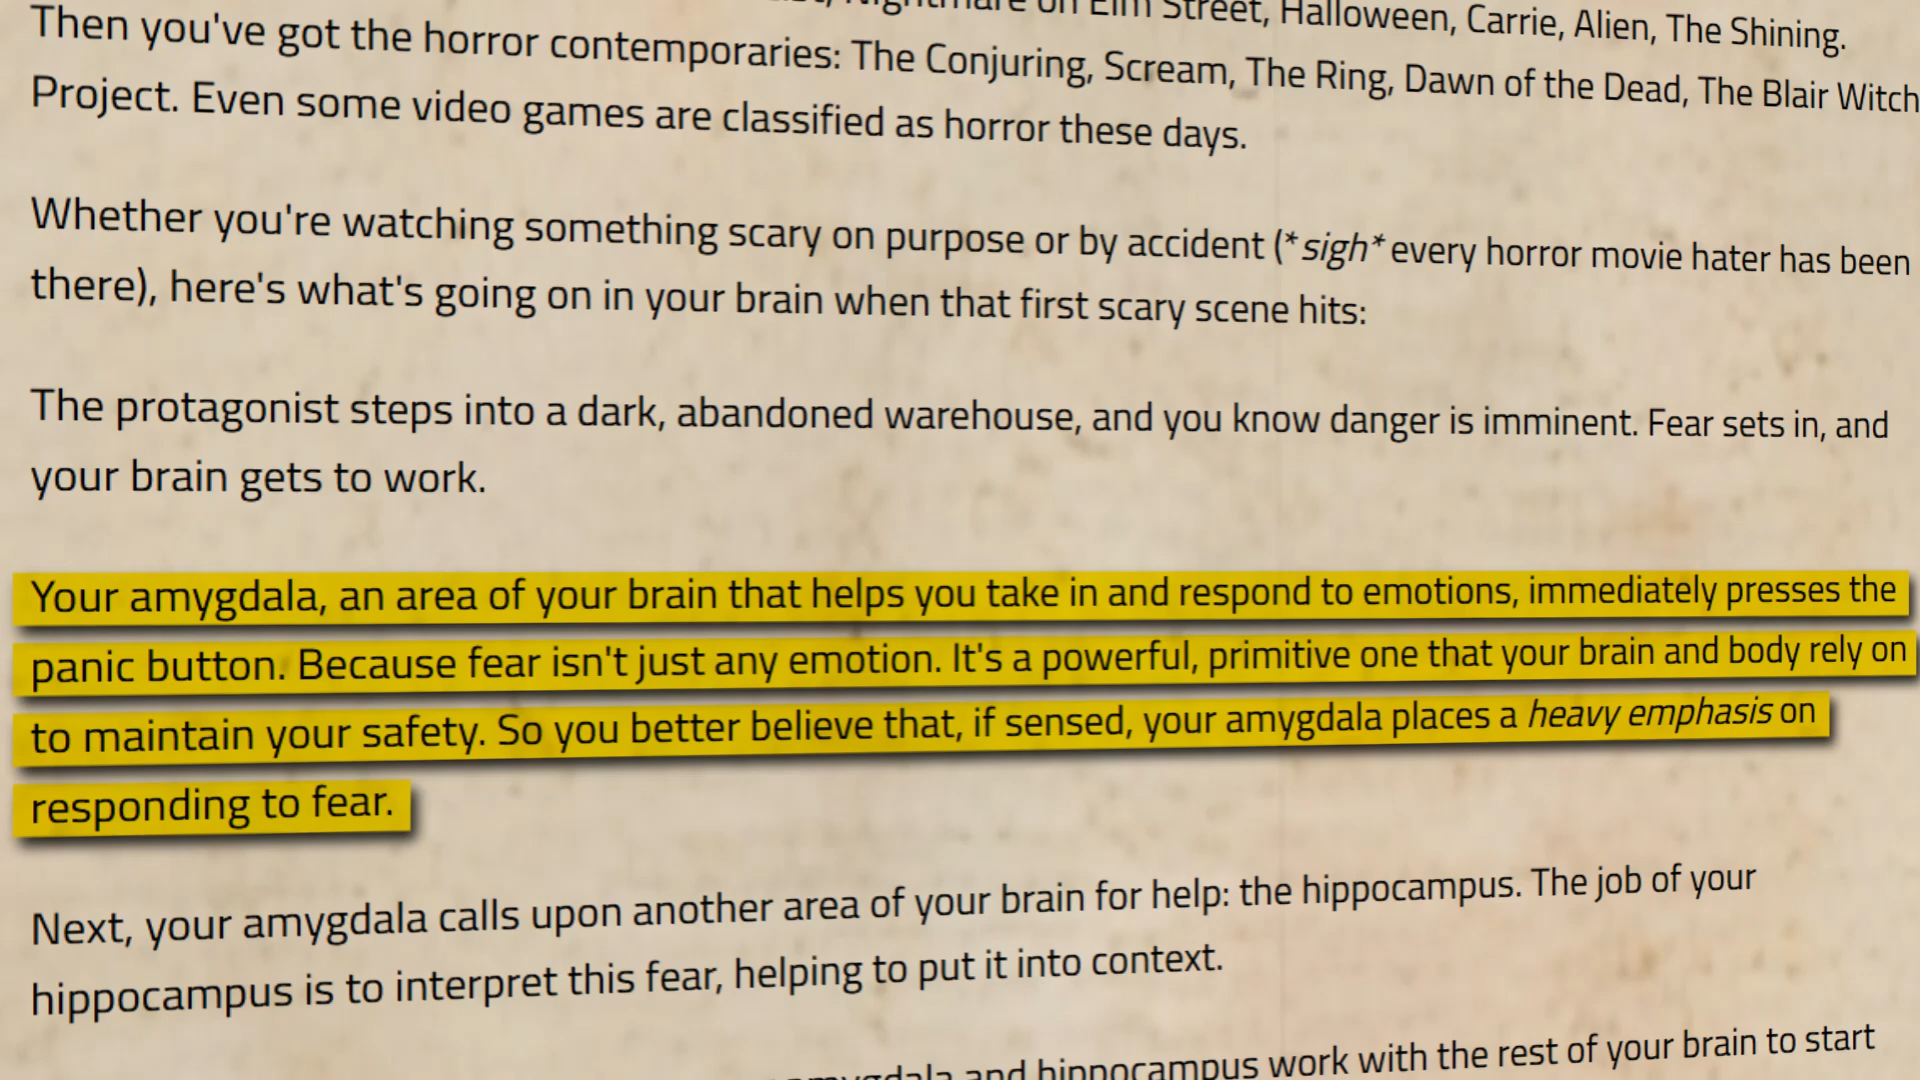 on Elm Street, Halloween, Carrie, Alien, The Shining.
Then you've got the horror contemporaries: The Conjuring, Scream, The Ring, Dawn of the Dead, The Blair Witch
Project. Even some video games are classified as horror these days.
Whether you're watching something scary on purpose or by accident (*sigh* every horror movie hater has been
there), here's what's going on in your brain when that first scary scene hits:
The protagonist steps into a dark, abandoned warehouse, and you know danger is imminent. Fear sets in, and
your brain gets to work.
Your amygdala, an area of your brain that helps you take in and respond to emotions, immediately presses the
panic button. Because fear isn't just any emotion. It's a powerful, primitive one that your brain and body rely on
to maintain your safety. So you better believe that, if sensed, your amygdala places a heavy emphasis on
responding to fear.
Next, your amygdala calls upon another area of your brain for help: the hippocampus. The job of your
hippocampus is to interpret this fear, helping to put it into context.
amygdala and hippocampus work with the rest of your brain to start